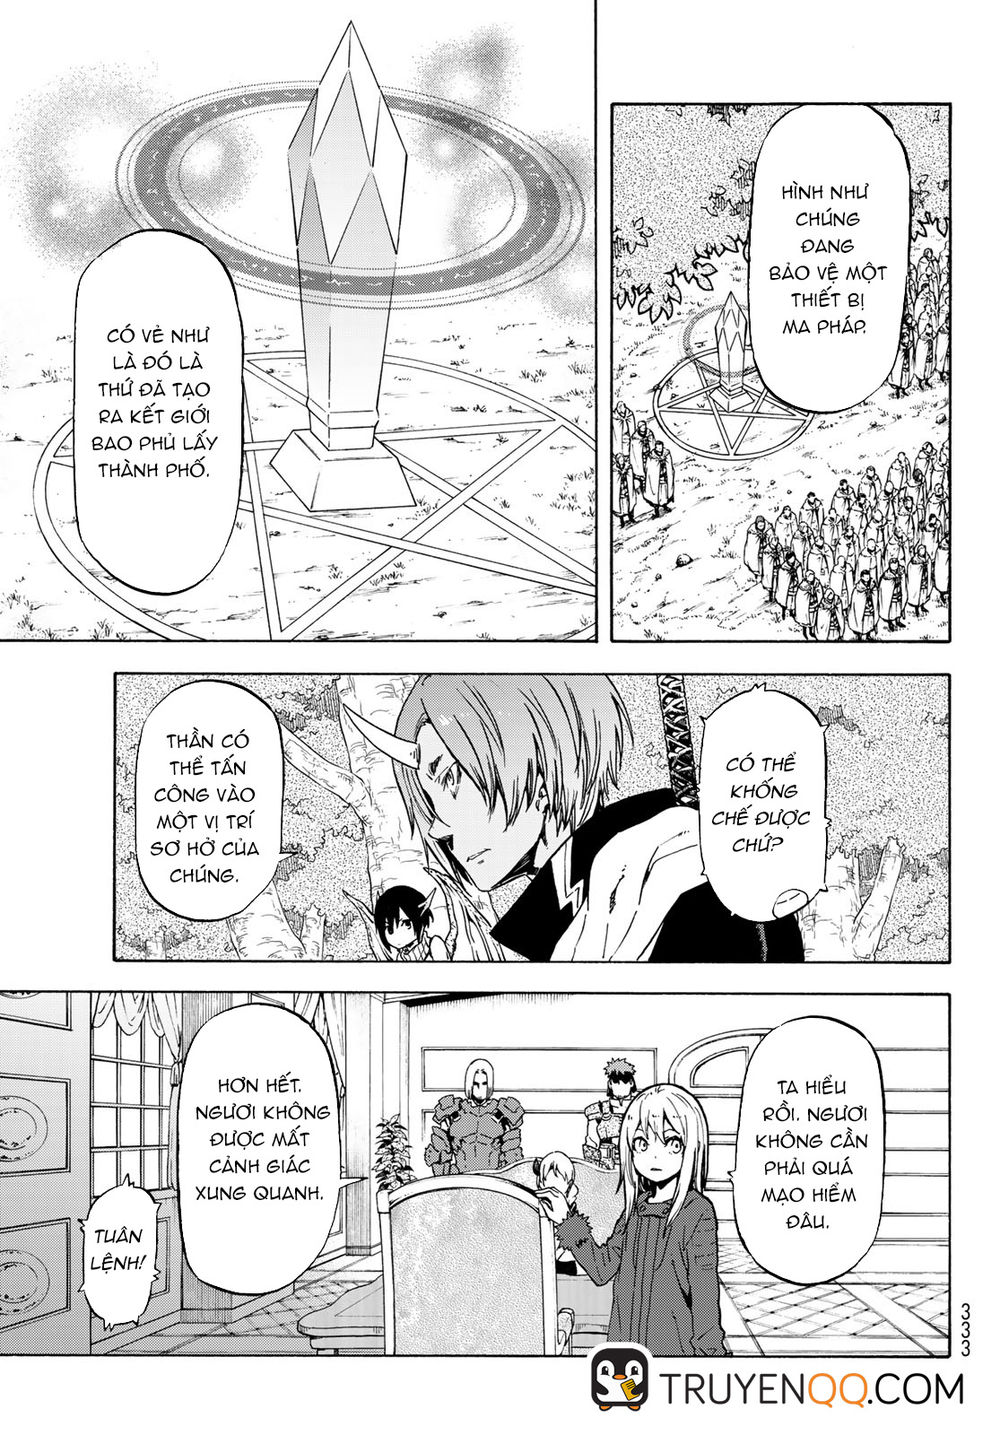 HÌNH NHƯ
CHÚNG
ĐANG
BẢO VỆ MỘT
THIẾT BỊ
MA PHÁP.
CÓ VẺ NHƯ
LÀ ĐÓ LÀ
THỨ ĐÃ TẠO
RA KẾT GIỚI
BAO PHỦ LẤY
THÀNH PHỐ.
CÓ THỂ
KHỐNG
CHẾ ĐƯỢC
CHỨ?
THẦN CÓ
THỂ TẤN
CÔNG VÀO
MỘT VỊ TRÍ
SƠ HỞ CỦA
CHÚNG.
TA HIỂU
RỒI. NGƯƠI
KHÔNG CẦN
PHẢI QUÁ
MẠO HIỂM
ĐÂU.
HƠN HẾT.
NGƯƠI KHÔNG
ĐƯỢC MẤT
CẢNH GIÁC
XUNG QUANH.
TUÂN
LỆNH!
333
TRUYENQQ.COM